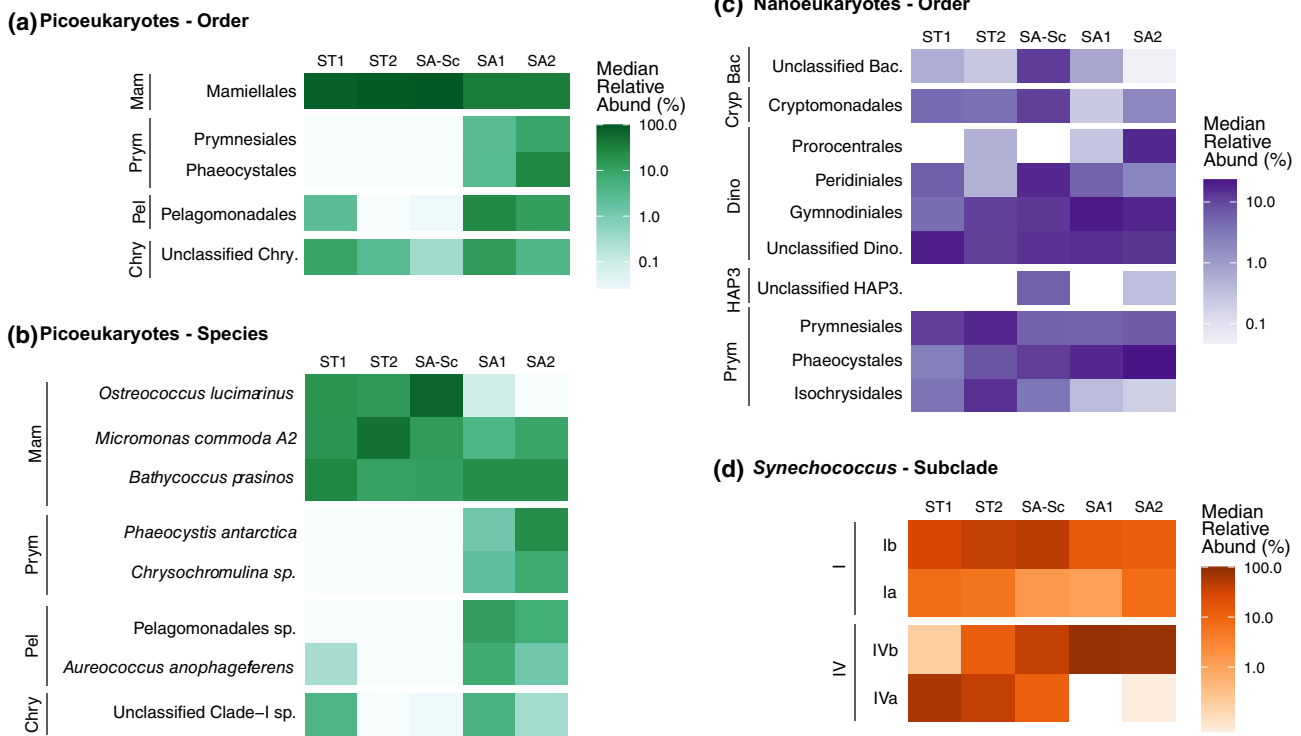 (a) Picoeukaryotes - Order
ST1 ST2 SA-Sc SA1 SA2
Mam
Mamiellales
Prym
Prymnesiales
Phaeocystales
Pel
Pelagomonadales
Chry
Unclassified Chry.
Median
Relative
Abund (%)
100.0
10.0
1.0
0.1
(b) Picoeukaryotes - Species
ST1 ST2 SA-Sc SA1 SA2
Mam
Ostreococcus lucimarinus
Micromonas commoda A2
Bathycoccus prasinos
Prym
Phaeocystis antarctica
Chrysochromulina sp.
Pel
Pelagomonadales sp.
Aureococcus anophageferens
Chry
Unclassified Clade–I sp.
(c) Nanoeukaryotes - Order
ST1 ST2 SA-Sc SA1 SA2
Bac
Unclassified Bac.
Cryp
Cryptomonadales
Dino
Prorocentrales
Peridiniales
Gymnodiniales
Unclassified Dino.
HAP3
Unclassified HAP3.
Prym
Prymnesiales
Phaeocystales
Isochrysidales
Median
Relative
Abund (%)
10.0
1.0
0.1
(d) Synechococcus - Subclade
ST1 ST2 SA-Sc SA1 SA2
I
Ib
Ia
IV
IVb
IVa
Median
Relative
Abund (%)
100.0
10.0
1.0